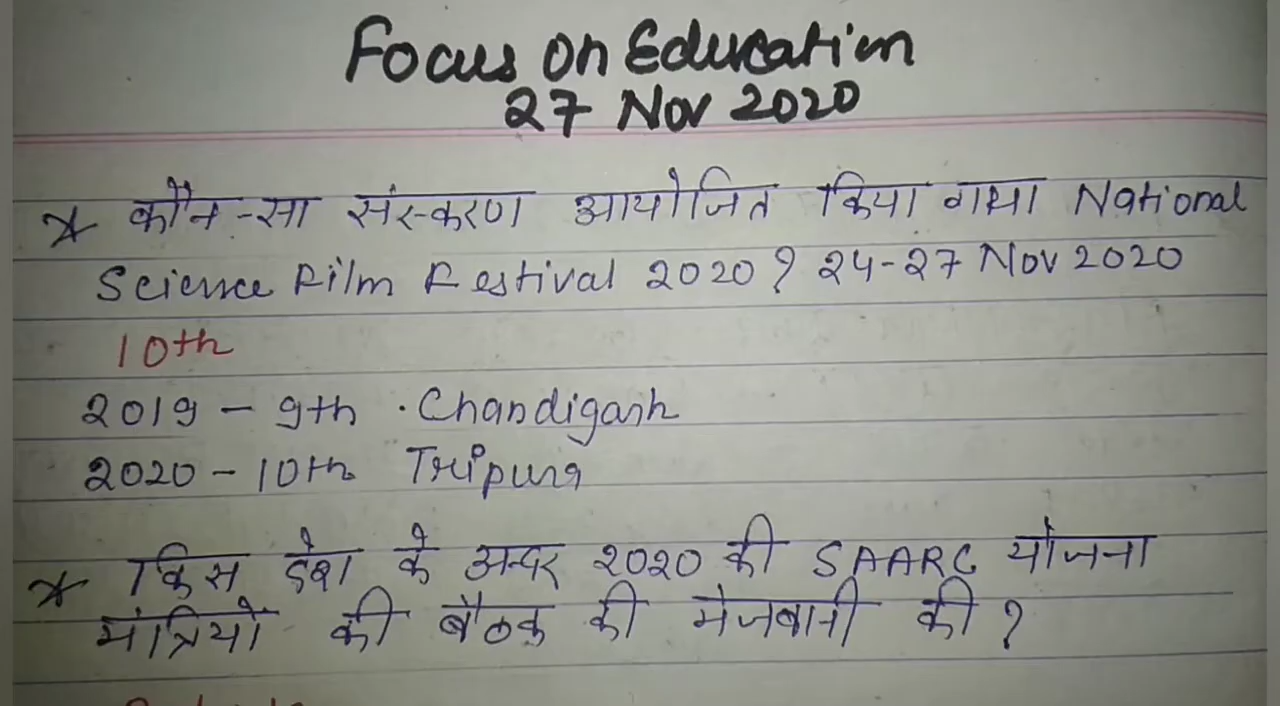 Focus on Education
27 Nov 2020
* कौन-सा संस्करण आयोजित किया गया National
Science Film Festival 2020? 24-27 Nov 2020
10th
2019 - 9th . Chandigarh
2020 - 10th Tripura
* किस देश के अन्दर 2020 की SAARC योजना
मंत्रियों की बैठक की मेजबानी की ?